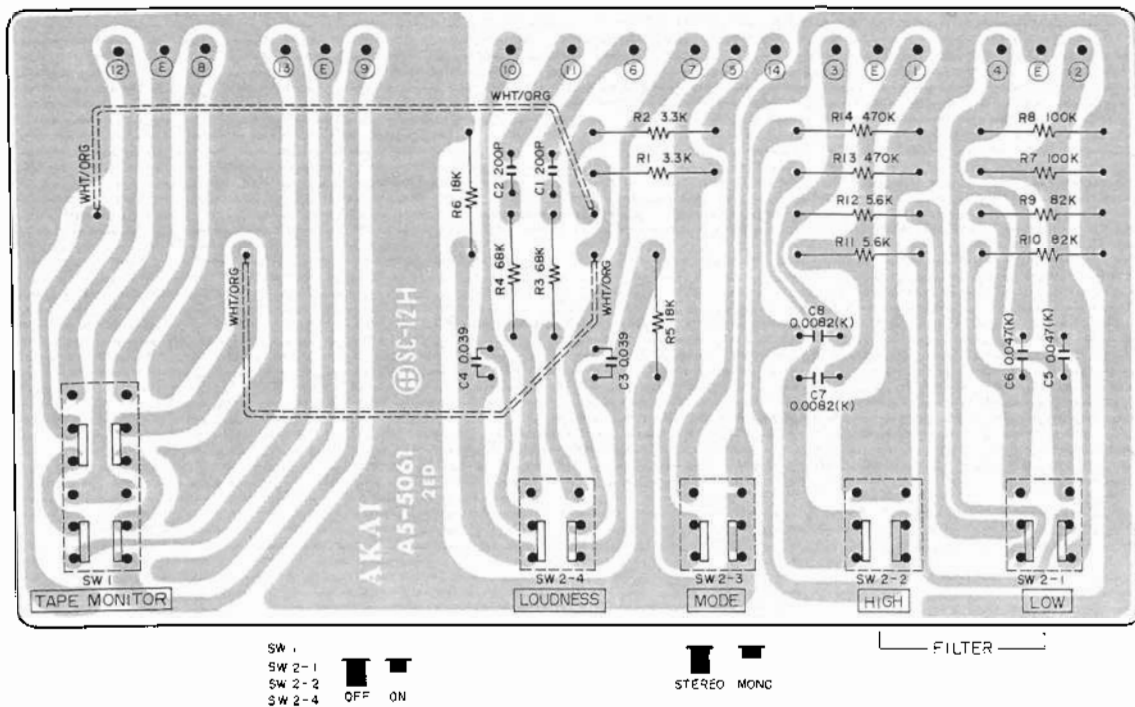 12 E 8 13 E 9 10 11 6 7 5 14 3 E 1 4 E 2
WHT/ORG
WHT/ORG
WHT/ORG
WHT/ORG
R6 18K
C2 200P
C1 200P
R4 68K
R3 68K
C4 0.039
C3 0.039
R5 18K
R2 3.3K
R1 3.3K
R14 470K
R13 470K
R12 5.6K
R11 5.6K
C8
0.0082(K)
C7
0.0082(K)
R8 100K
R7 100K
R9 82K
R10 82K
C6 0.047(K)
C5 0.047(K)
SC-12H
AKAI
A5-5061
2ED
SW 1
TAPE MONITOR
SW 2-4
LOUDNESS
SW 2-3
MODE
SW 2-2
HIGH
SW 2-1
LOW
FILTER
SW 1
SW 2-1
SW 2-2
SW 2-4
OFF ON
STEREO MONO